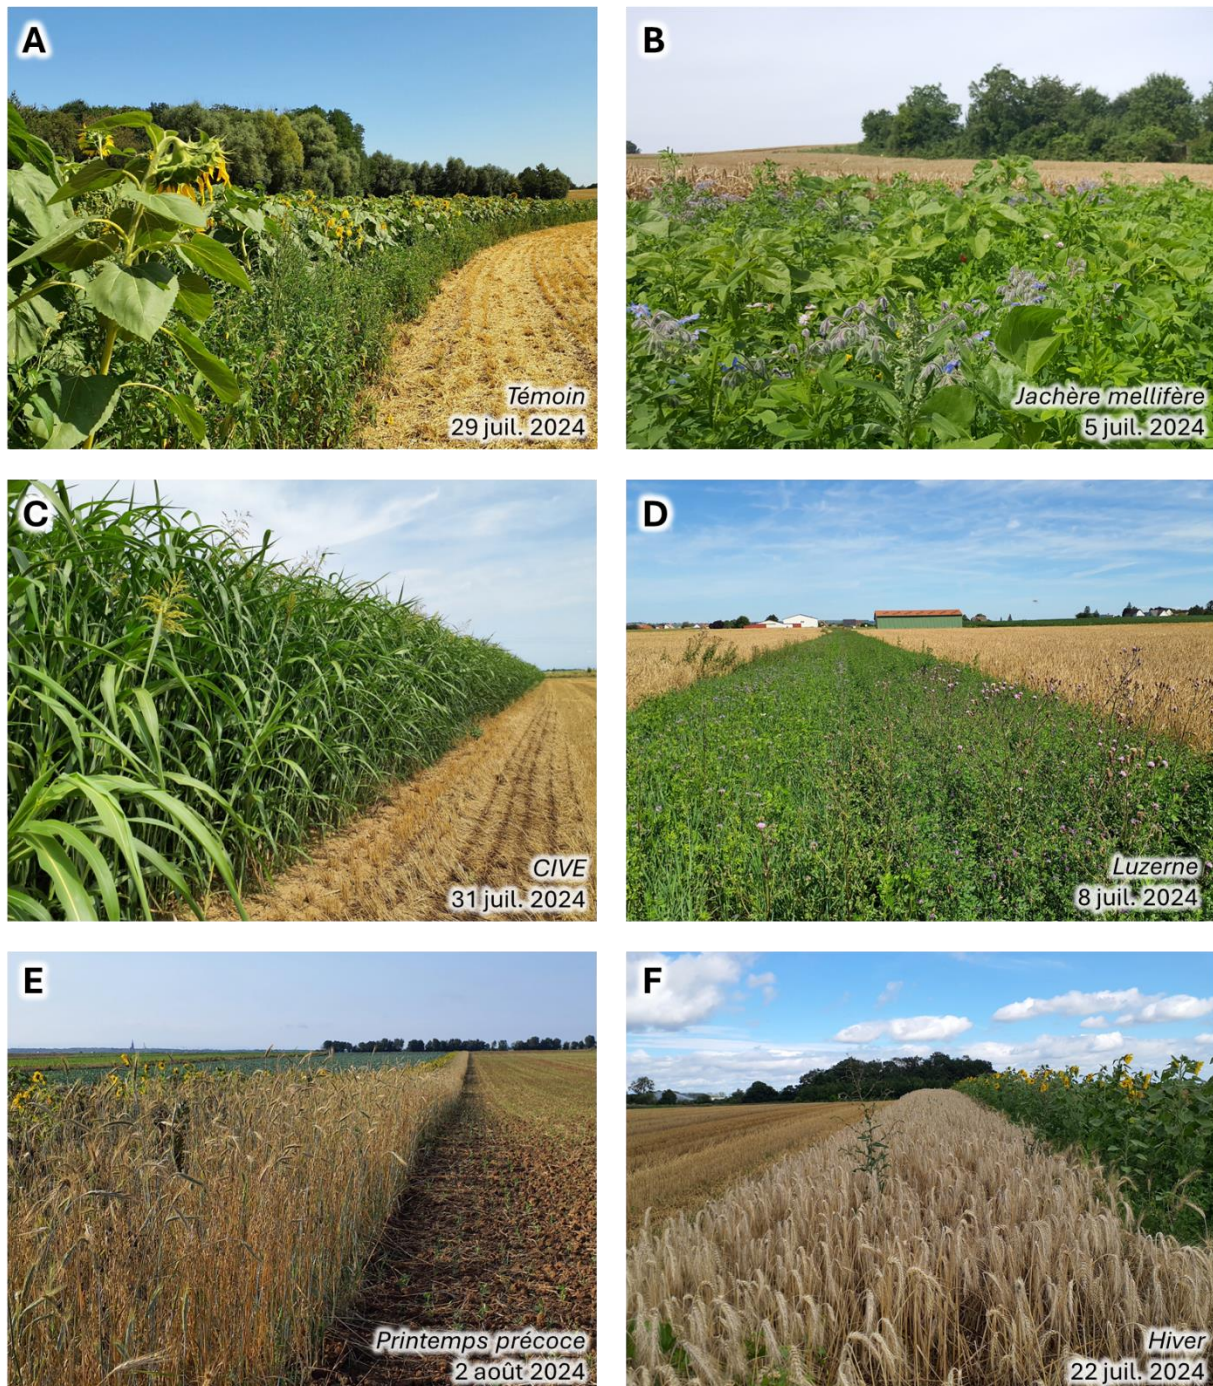 A
Témoin
29 juil. 2024
B
Jachère mellifère
5 juil. 2024
C
CIVE
31 juil. 2024
D
Luzerne
8 juil. 2024
E
Printemps précoce
2 août 2024
F
Hiver
22 juil. 2024